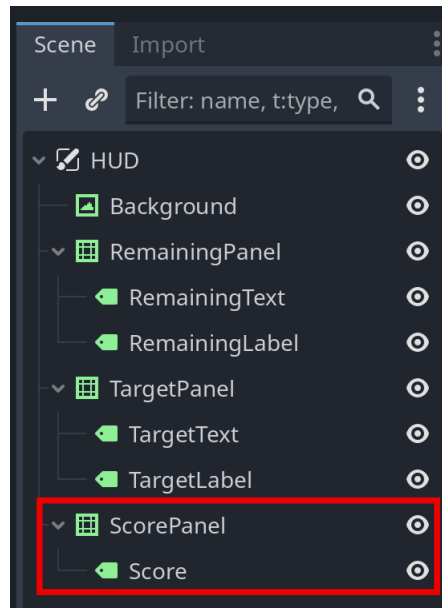 Scene Import
Filter: name, t:type,
HUD
Background
RemainingPanel
RemainingText
RemainingLabel
TargetPanel
TargetText
TargetLabel
ScorePanel
Score